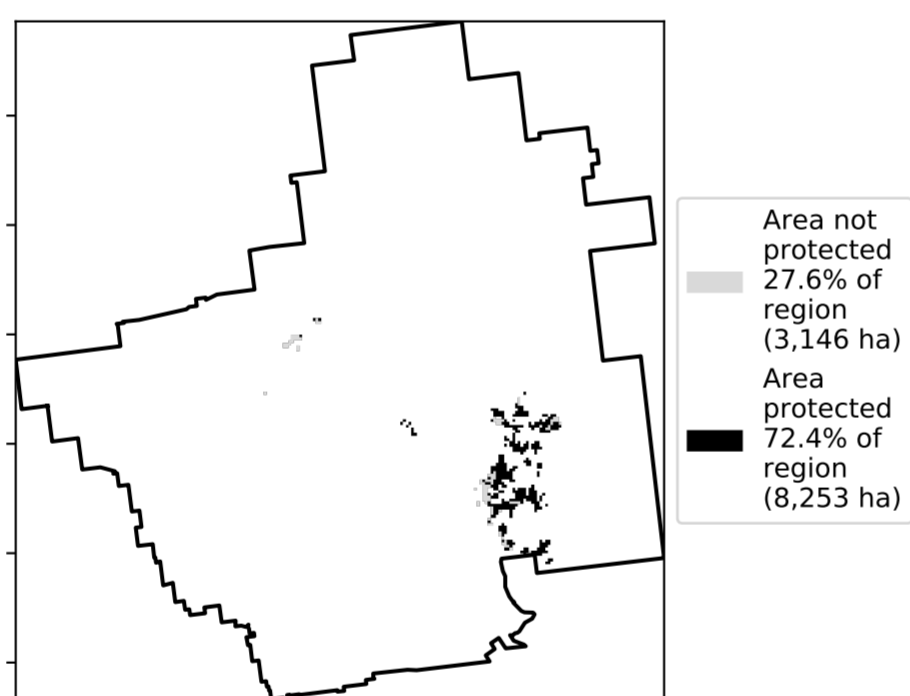 Area not
protected
27.6% of
region
(3,146 ha)
Area
protected
72.4% of
region
(8,253 ha)